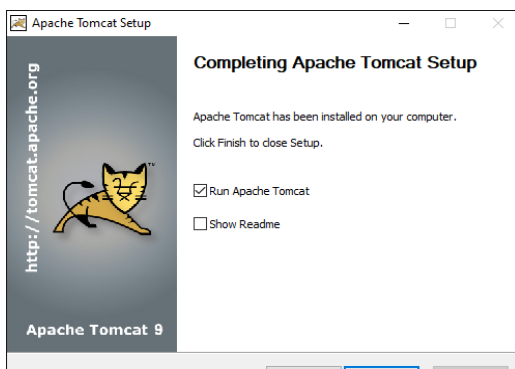 Apache Tomcat Setup
Completing Apache Tomcat Setup
Apache Tomcat has been installed on your computer.
Click Finish to close Setup.
Run Apache Tomcat
Show Readme
http://tomcat.apache.org
TM
Apache Tomcat 9